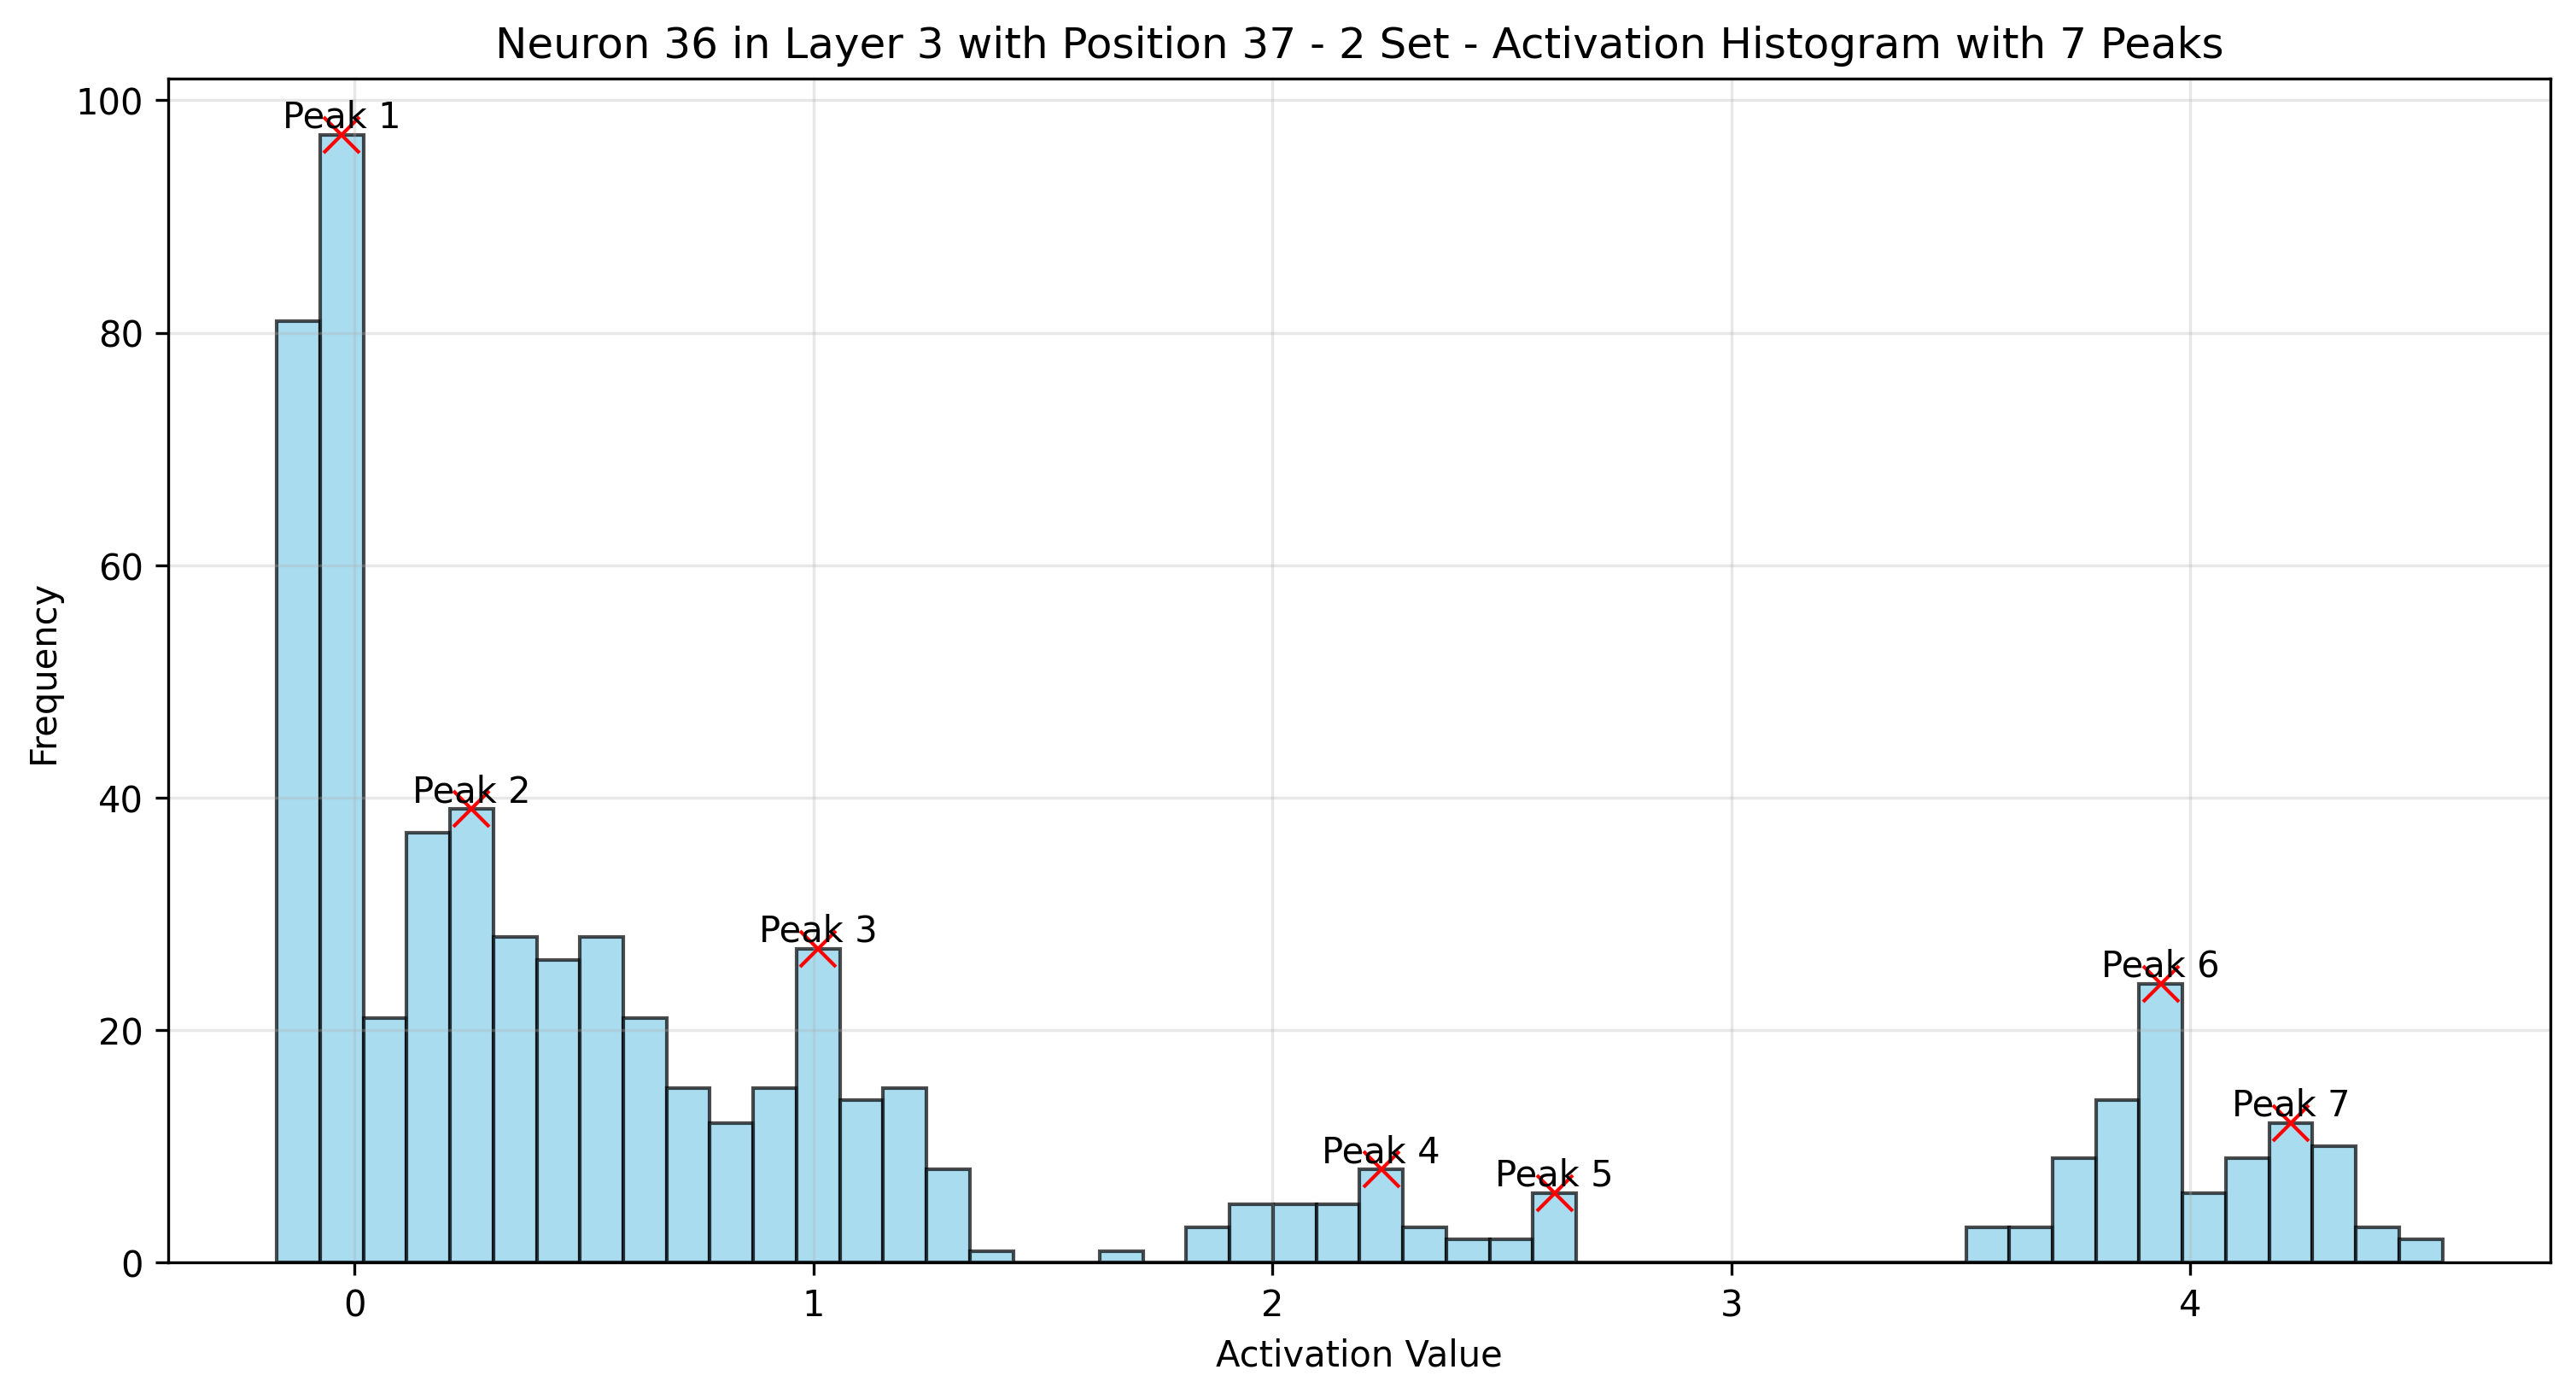 Neuron 36 in Layer 3 with Position 37 - 2 Set - Activation Histogram with 7 Peaks
100
80
60
40
20
0
Frequency
Peak 1
Peak 2
Peak 3
Peak 4
Peak 5
Peak 6
Peak 7
0 1 2 3 4
Activation Value